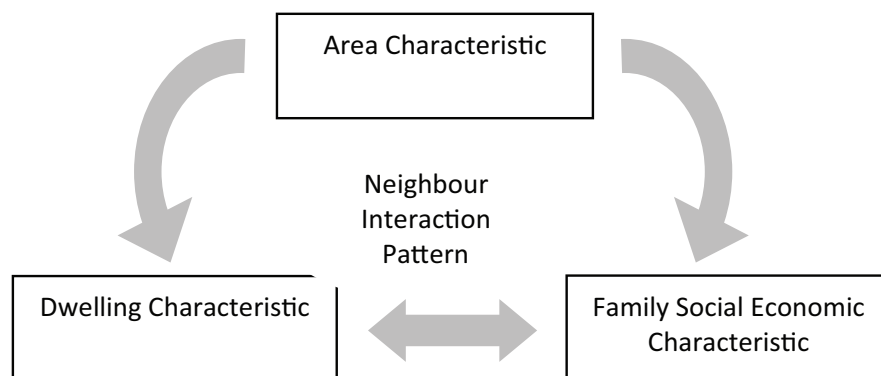 Area Characteristic
Neighbour
Interaction
Pattern
Dwelling Characteristic
Family Social Economic
Characteristic